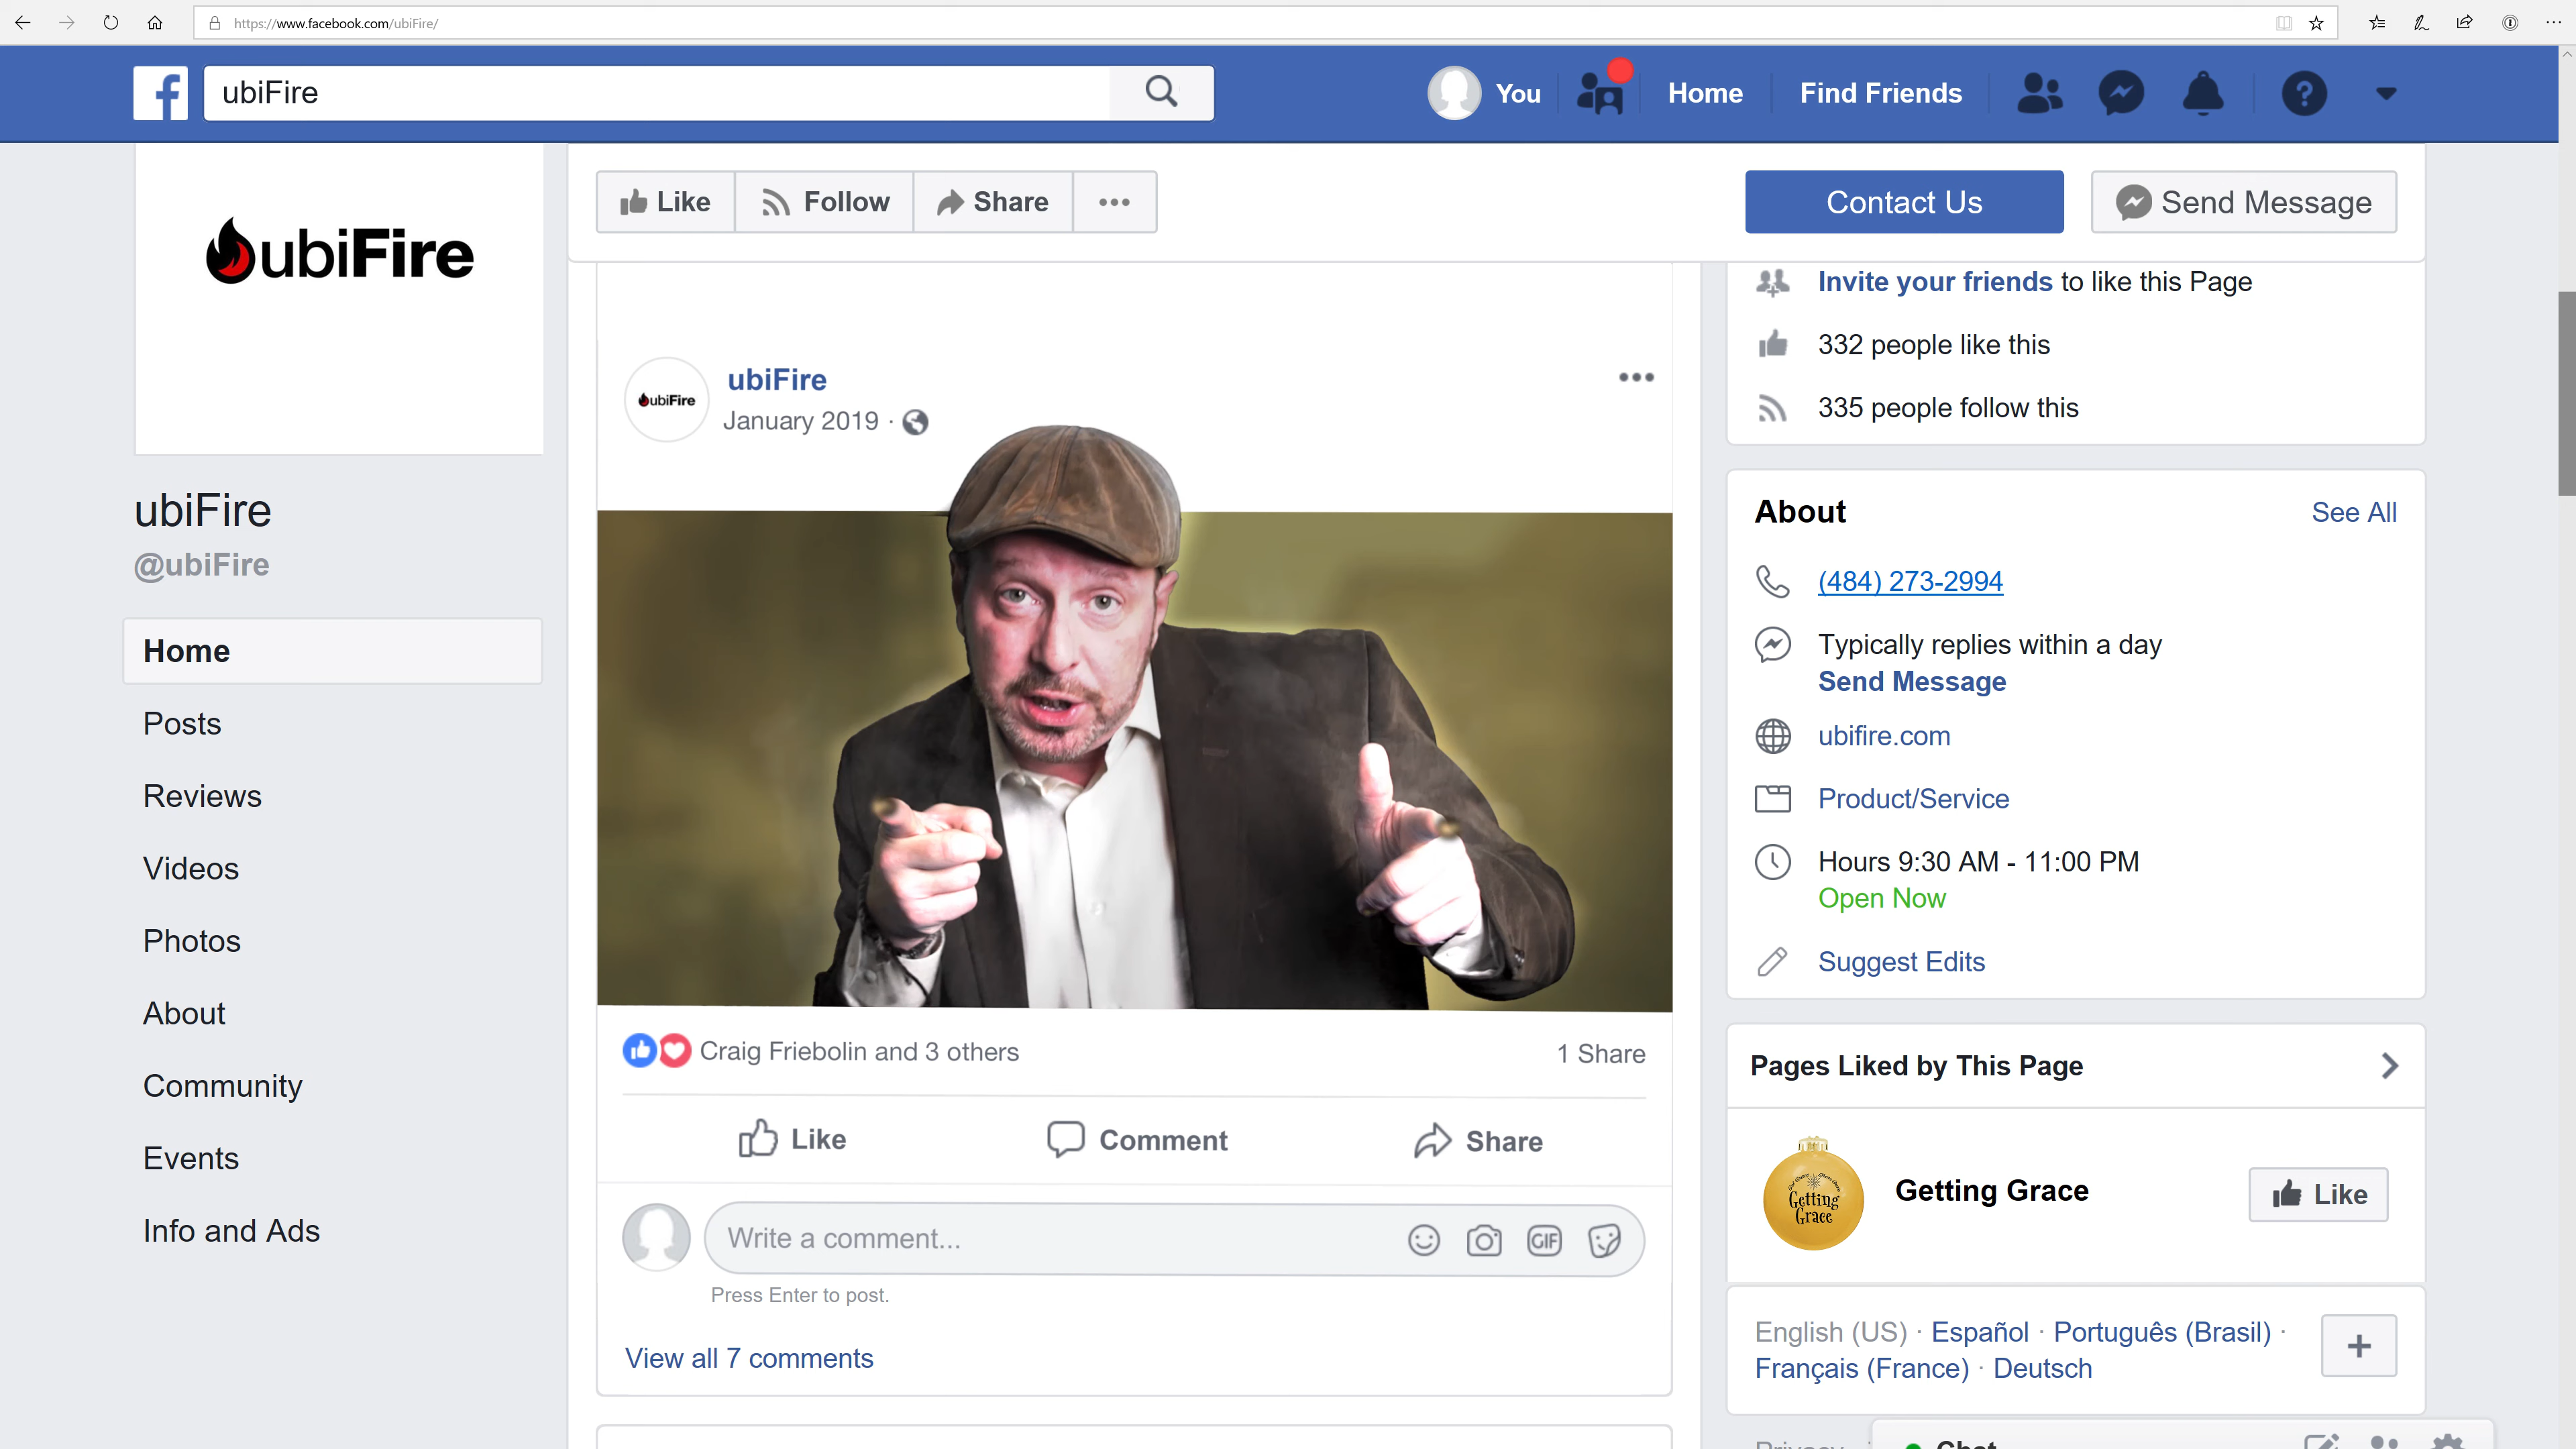 https://www.facebook.com/ubiFire/
ubiFire
You
Home
Find Friends
ubiFire
ubiFire
@ubiFire
Home
Posts
Reviews
Videos
Photos
About
Community
Events
Info and Ads
Like
Follow
Share
Contact Us
Send Message
ubiFire
ubiFire
January 2019 ·
Craig Friebolin and 3 others
1 Share
Like
Comment
Share
Write a comment...
GIF
Press Enter to post.
View all 7 comments
Invite your friends to like this Page
332 people like this
335 people follow this
About
See All
(484) 273-2994
Typically replies within a day
Send Message
ubifire.com
Product/Service
Hours 9:30 AM - 11:00 PM
Open Now
Suggest Edits
Pages Liked by This Page
Getting
Grace
Getting Grace
Like
English (US) · Español · Português (Brasil) ·
Français (France) · Deutsch
Privacy ·
Chat